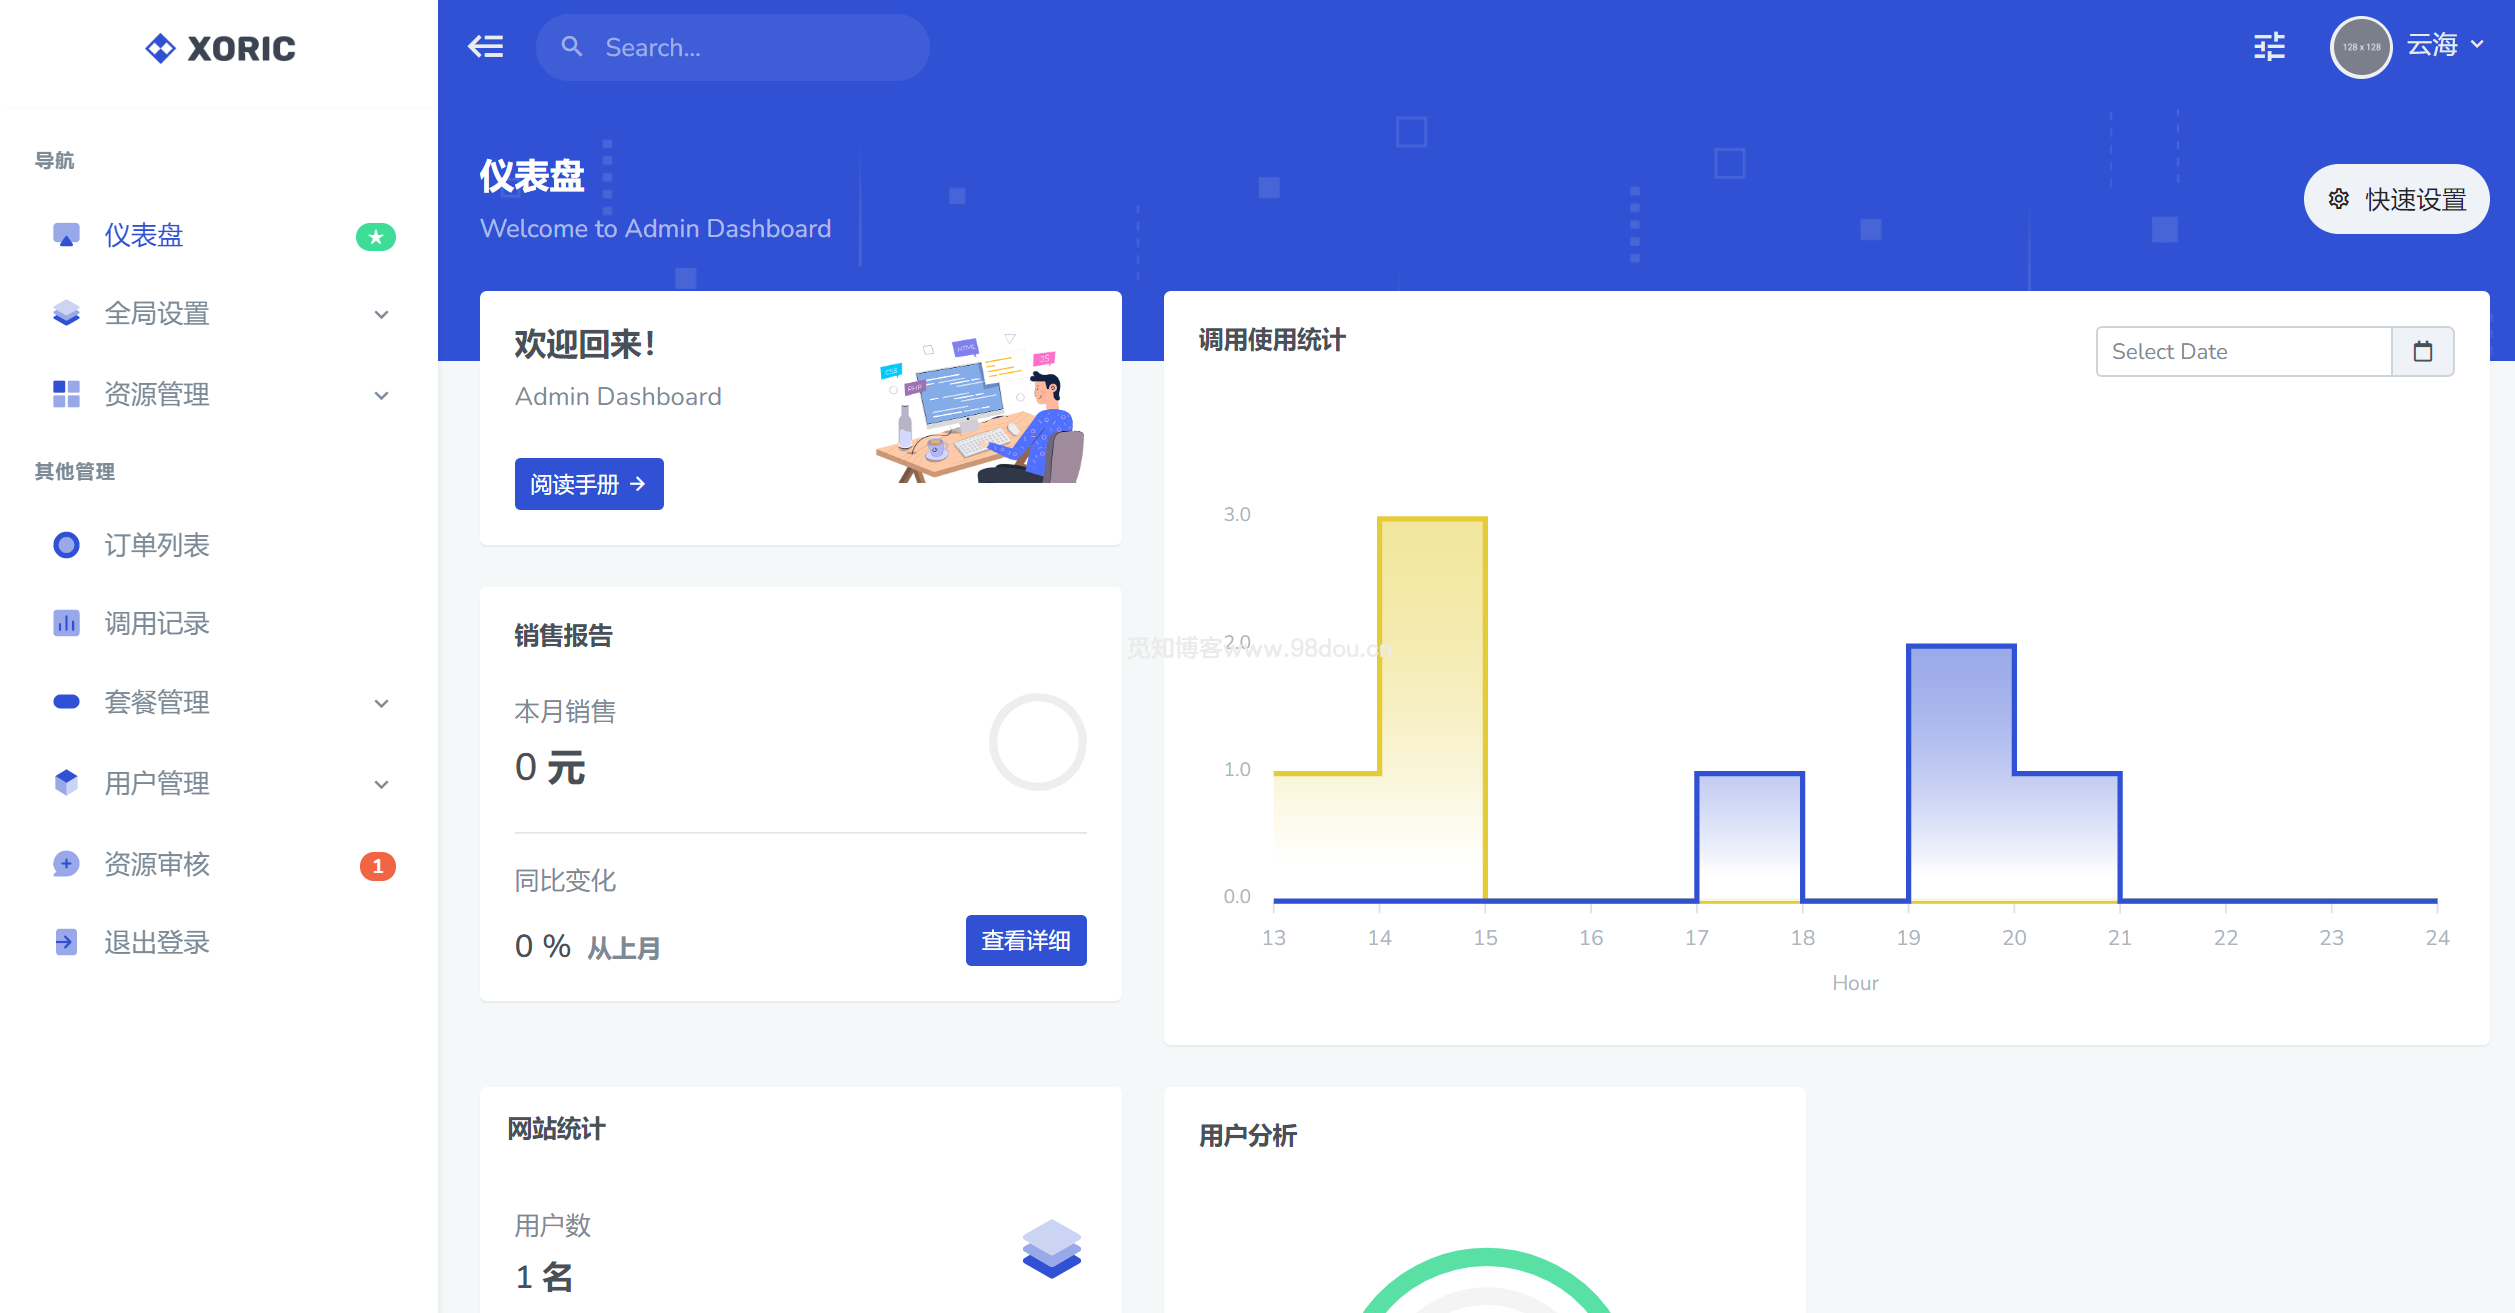 XORIC
Search...
128 x 128
云海
导航
仪表盘
全局设置
资源管理
其他管理
订单列表
调用记录
套餐管理
用户管理
资源审核
1
退出登录
仪表盘
Welcome to Admin Dashboard
快速设置
欢迎回来！
Admin Dashboard
阅读手册
CSS
PHP
HTML
JS
销售报告
本月销售
0 元
同比变化
0 % 从上月
查看详细
调用使用统计
Select Date
3.0
2.0
1.0
0.0
13 14 15 16 17 18 19 20 21 22 23 24
Hour
觅知博客www.98dou.cn
网站统计
用户数
1 名
用户分析